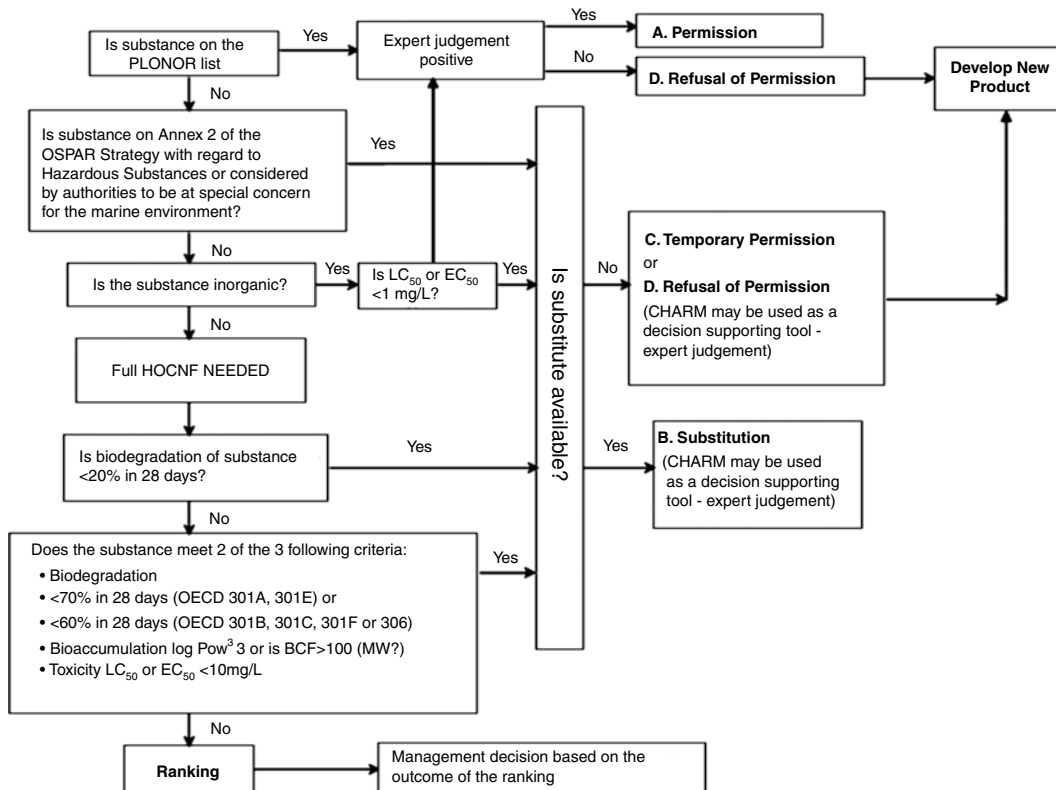 Is substance on the
PLONOR list
Yes
Expert judgement
positive
Yes
A. Permission
No
D. Refusal of Permission
Develop New
Product
No
Is substance on Annex 2 of the
OSPAR Strategy with regard to
Hazardous Substances or considered
by authorities to be at special concern
for the marine environment?
Yes
No
Is the substance inorganic?
Yes
Is LC₅₀ or EC₅₀
<1 mg/L?
Yes
Is substitute available?
No
C. Temporary Permission
or
D. Refusal of Permission
(CHARM may be used as a
decision supporting tool -
expert judgement)
No
Full HOCNF NEEDED
Is biodegradation of substance
<20% in 28 days?
Yes
Yes
B. Substitution
(CHARM may be used
as a decision supporting
tool - expert judgement)
No
Does the substance meet 2 of the 3 following criteria:
• Biodegradation
• <70% in 28 days (OECD 301A, 301E) or
• <60% in 28 days (OECD 301B, 301C, 301F or 306)
• Bioaccumulation log Pow³ 3 or is BCF>100 (MW?)
• Toxicity LC₅₀ or EC₅₀ <10mg/L
Yes
No
Ranking
Management decision based on the
outcome of the ranking